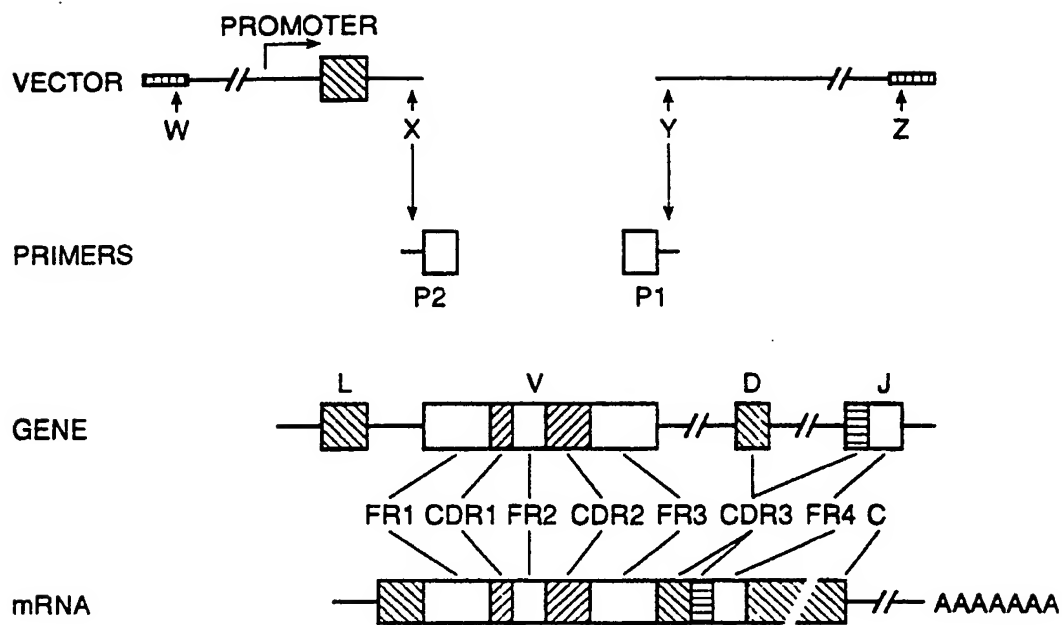 PROMOTER
VECTOR
W X Y Z
PRIMERS
P2 P1
L V D J
GENE
FR1 CDR1 FR2 CDR2 FR3 CDR3 FR4 C
mRNA AAAAAAA